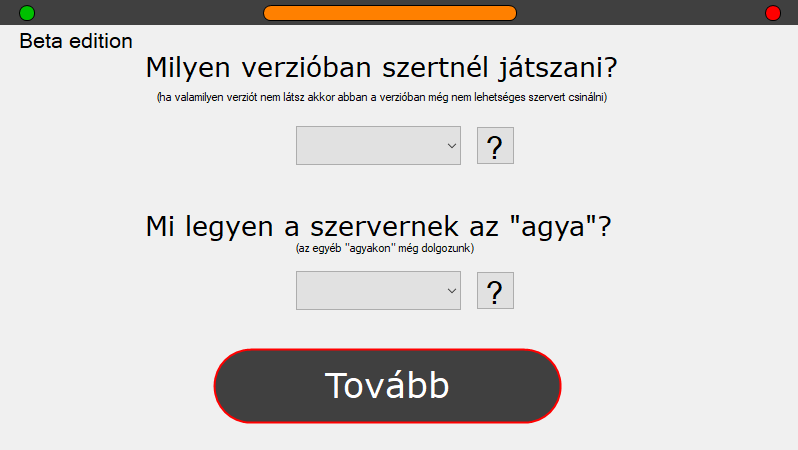 Beta edition
Milyen verzióban szertnél játszani?
(ha valamilyen verziót nem látsz akkor abban a verzióban még nem lehetséges szervert csinálni)
?
Mi legyen a szervernek az "agya"?
(az egyéb "agyakon" még dolgozunk)
?
Tovább